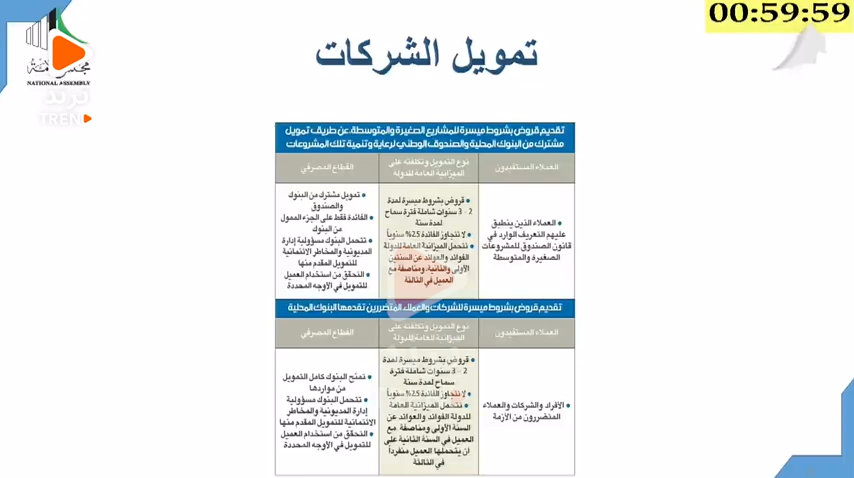 00:59:59
مجلس الأمة
NATIONAL ASSEMBLY
ترند
TREND
تمويل الشركات
تقديم قروض بشروط ميسرة للمشاريع الصغيرة والمتوسطة، عن طريق تمويل
مشترك من البنوك المحلية والصندوق الوطني لرعاية وتنمية تلك المشروعات
العملاء المستفيدون
نوع التمويل وتكلفته على
الميزانية العامة للدولة
القطاع المصرفي
• العملاء الذين ينطبق
عليهم التعريف الوارد في
قانون الصندوق للمشروعات
الصغيرة والمتوسطة
• قروض بشروط ميسرة لمدة
2 - 3 سنوات شاملة فترة سماح
لمدة سنة
• لا تتجاوز الفائدة 2.5% سنوياً
• تتحمل الميزانية العامة للدولة
الفوائد والعوائد عن السنتين
الأولى والثانية، ومناصفة مع
العميل في الثالثة
• تمويل مشترك من البنوك
والصندوق
• الفائدة فقط على الجزء الممول
من البنوك
• تتحمل البنوك مسؤولية إدارة
المديونية والمخاطر الائتمانية
للتمويل المقدم منها
• التحقق من استخدام العميل
للتمويل في الأوجه المحددة
تقديم قروض بشروط ميسرة للشركات والعملاء المتضررين تقدمها البنوك المحلية
العملاء المستفيدون
نوع التمويل وتكلفته على
الميزانية العامة للدولة
القطاع المصرفي
• الأفراد والشركات والعملاء
المتضررون من الأزمة
• قروض بشروط ميسرة لمدة
2 - 3 سنوات شاملة فترة
سماح لمدة سنة
• لا تتجاوز الفائدة 2.5% سنوياً
• تتحمل الميزانية العامة
للدولة الفوائد والعوائد عن
السنة الأولى ومناصفة مع
العميل في السنة الثانية على
أن يتحملها العميل منفرداً
في الثالثة
• تمنح البنوك كامل التمويل
من مواردها
• تتحمل البنوك مسؤولية
إدارة المديونية والمخاطر
الائتمانية للتمويل المقدم منها
• التحقق من استخدام العميل
للتمويل في الأوجه المحددة